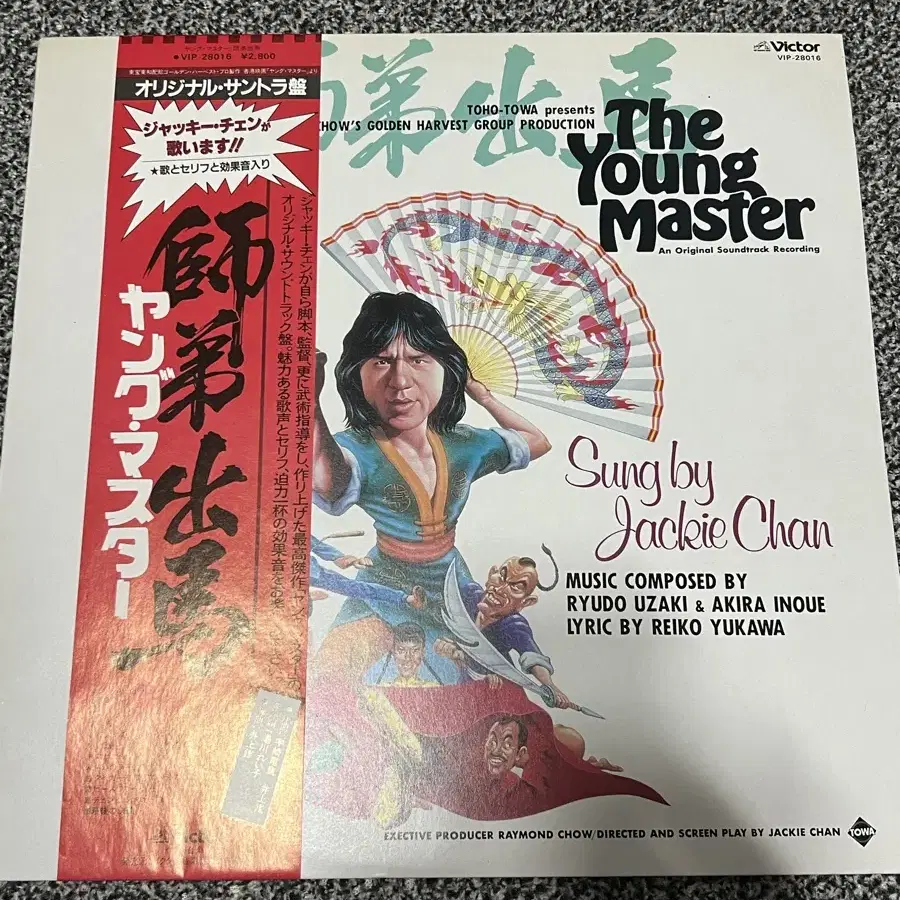 ヤング・マスター/師弟出馬
●VIP-28016 ¥2,800
オリジナル・サントラ盤
ジャッキー・チェンが
歌います!!
★歌とセリフと効果音入り
師弟出馬
ヤング・マスター
ジャッキー・チェンが自ら脚本、監督、更に武術指導をし、作り上げた最高傑作
オリジナル・サウンドトラック盤。魅力ある歌声とセリフ、迫力一杯の効果音を
Victor
VIP-28016
弟出馬
TOHO-TOWA presents
CHOW'S GOLDEN HARVEST GROUP PRODUCTION
The
Young
Master
An Original Soundtrack Recording
Sung by
Jackie Chan
MUSIC COMPOSED BY
RYUDO UZAKI & AKIRA INOUE
LYRIC BY REIKO YUKAWA
EXECTIVE PRODUCER RAYMOND CHOW/DIRECTED AND SCREEN PLAY BY JACKIE CHAN
TOWA